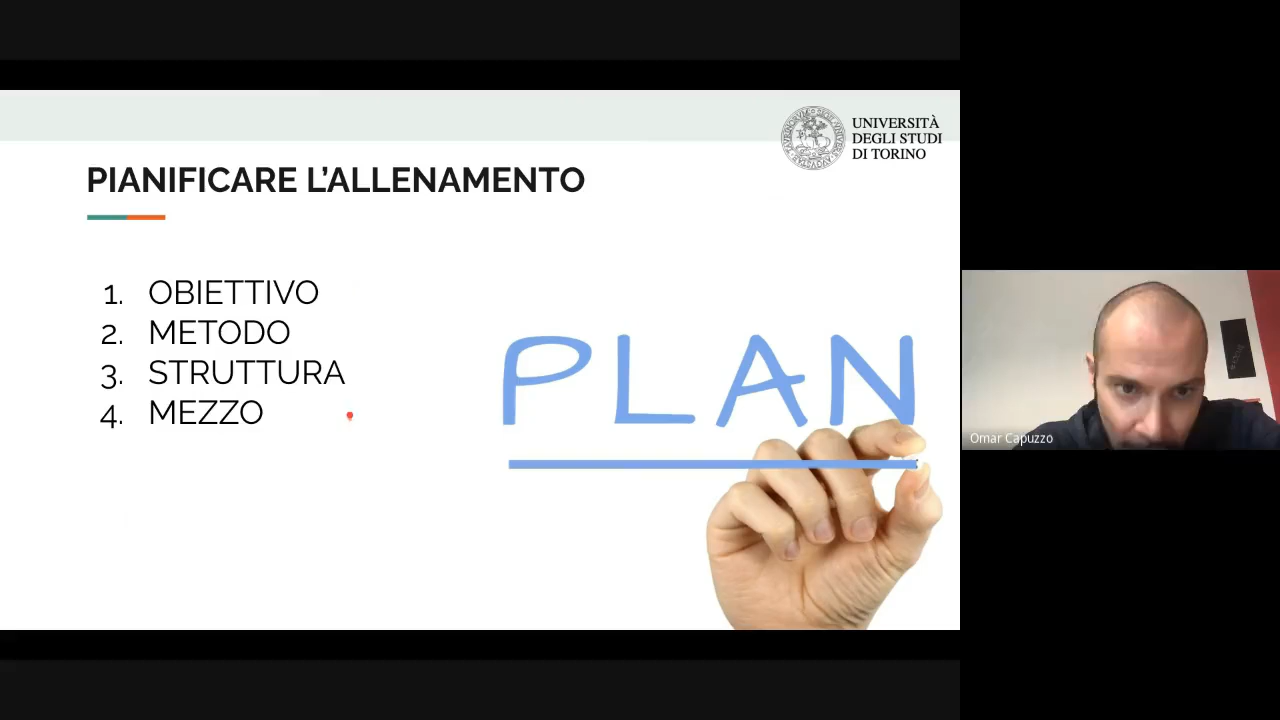 UNIVERSITÀ
DEGLI STUDI
DI TORINO
PIANIFICARE L'ALLENAMENTO
1. OBIETTIVO
2. METODO
3. STRUTTURA
4. MEZZO
PLAN
Omar Capuzzo